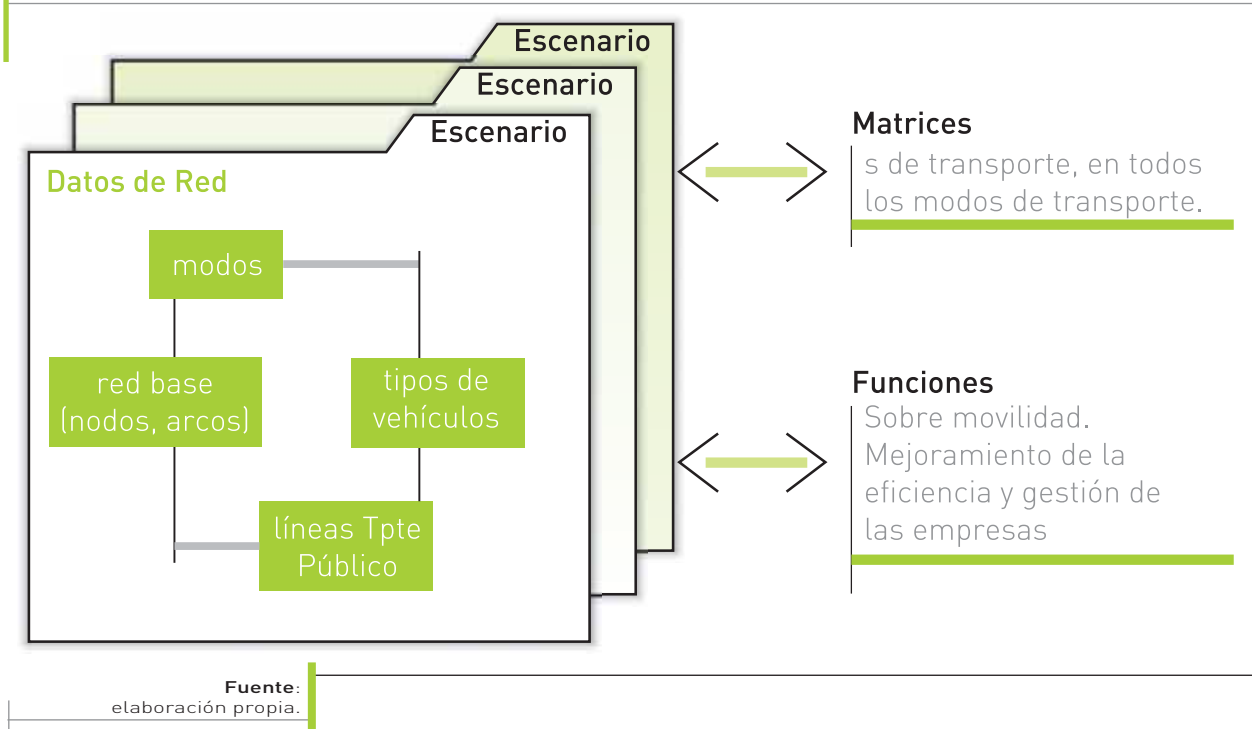 Escenario
Escenario
Escenario
Datos de Red
modos
red base
(nodos, arcos)
tipos de
vehículos
líneas Tpte
Público
Matrices
s de transporte, en todos
los modos de transporte.
Funciones
Sobre movilidad.
Mejoramiento de la
eficiencia y gestión de
las empresas
Fuente:
elaboración propia.